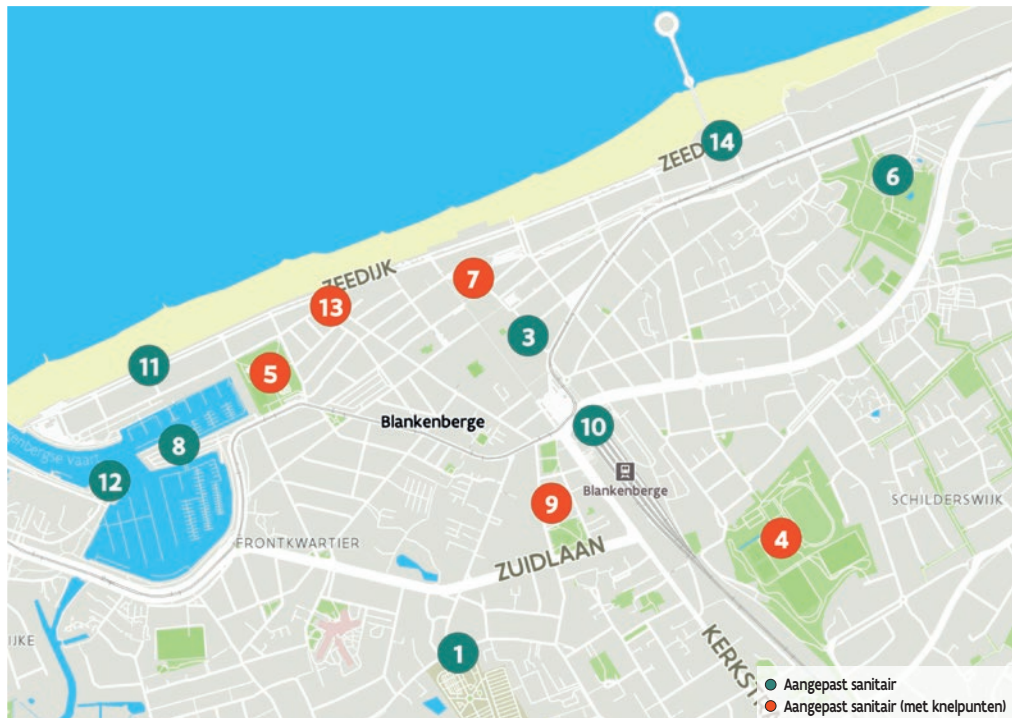 14
ZEED
6
ZEEDIJK
7
13
3
11
5
Blankenberge
10
8
12
Blankenberge
SCHILDERSWIJK
9
4
FRONTKWARTIER
ZUIDLAAN
1
KERKST
Aangepast sanitair
Aangepast sanitair (met knelpunten)